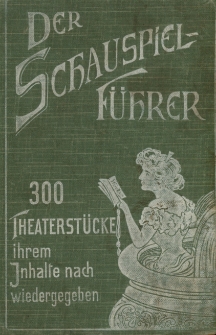 DER
SCHAUSPIEL-
FÜHRER
300
THEATERSTÜCKE
ihrem
Inhalte nach
wiedergegeben